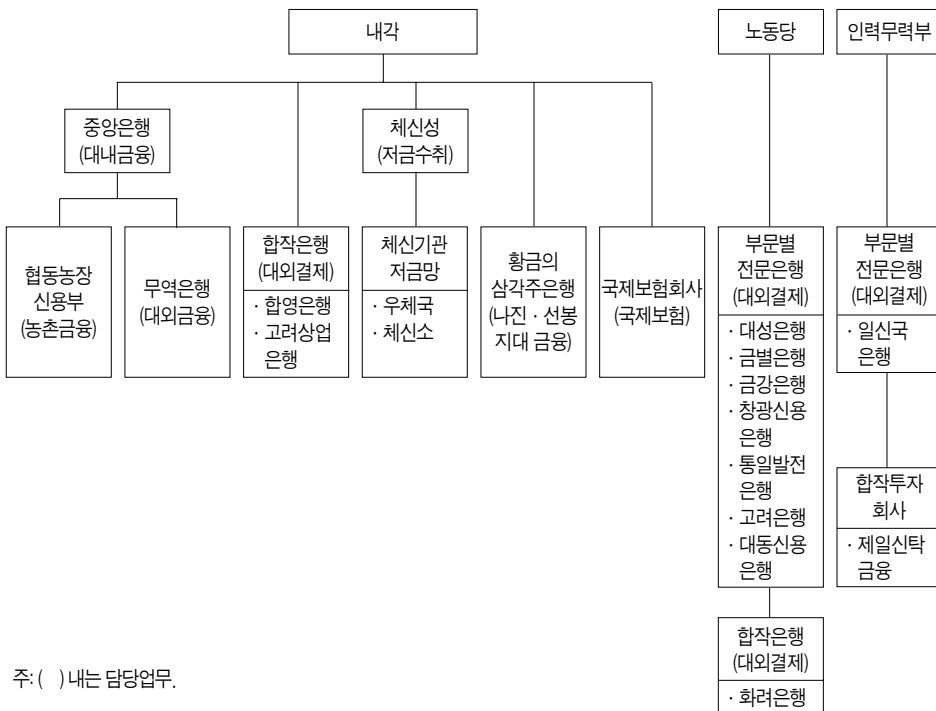 내각
노동당
인력무력부
중앙은행
(대내금융)
체신성
(저금수취)
협동농장
신용부
(농촌금융)
무역은행
(대외금융)
합작은행
(대외결제)
· 합영은행
· 고려상업
은행
체신기관
저금망
· 우체국
· 체신소
황금의
삼각주은행
(나진 · 선봉
지대 금융)
국제보험회사
(국제보험)
부문별
전문은행
(대외결제)
· 대성은행
· 금별은행
· 금강은행
· 창광신용
은행
· 통일발전
은행
· 고려은행
· 대동신용
은행
합작은행
(대외결제)
· 화려은행
부문별
전문은행
(대외결제)
· 일신국
은행
합작투자
회사
· 제일신탁
금융
주: ( ) 내는 담당업무.